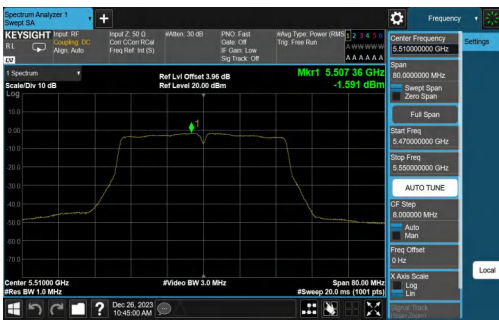 Spectrum Analyzer 1
Swept SA
Frequency
KEYSIGHT
RL
Input: RF
Coupling: DC
Align: Auto
Input Z: 50 Ω
Corr CCorr RCal
Freq Ref: Int (S)
#Atten: 30 dB
PNO: Fast
Gate: Off
IF Gain: Low
Sig Track: Off
#Avg Type: Power (RMS
Trig: Free Run
1 2 3 4 5 6
A W W W W W
A A A A A A
LVI
1 Spectrum
Scale/Div 10 dB
Log
Ref Lvl Offset 3.96 dB
Ref Level 20.00 dBm
Mkr1 5.507 36 GHz
-1.591 dBm
10.0
0.00
-10.0
-20.0
-30.0
-40.0
-50.0
-60.0
-70.0
1
Center 5.51000 GHz
#Res BW 1.0 MHz
#Video BW 3.0 MHz
Span 80.00 MHz
#Sweep 20.0 ms (1001 pts)
Dec 26, 2023
10:45:00 AM
Center Frequency
5.510000000 GHz
Settings
Span
80.0000000 MHz
Swept Span
Zero Span
Full Span
Start Freq
5.470000000 GHz
Stop Freq
5.550000000 GHz
AUTO TUNE
CF Step
8.000000 MHz
Auto
Man
Freq Offset
0 Hz
X Axis Scale
Log
Lin
Local
Signal Track